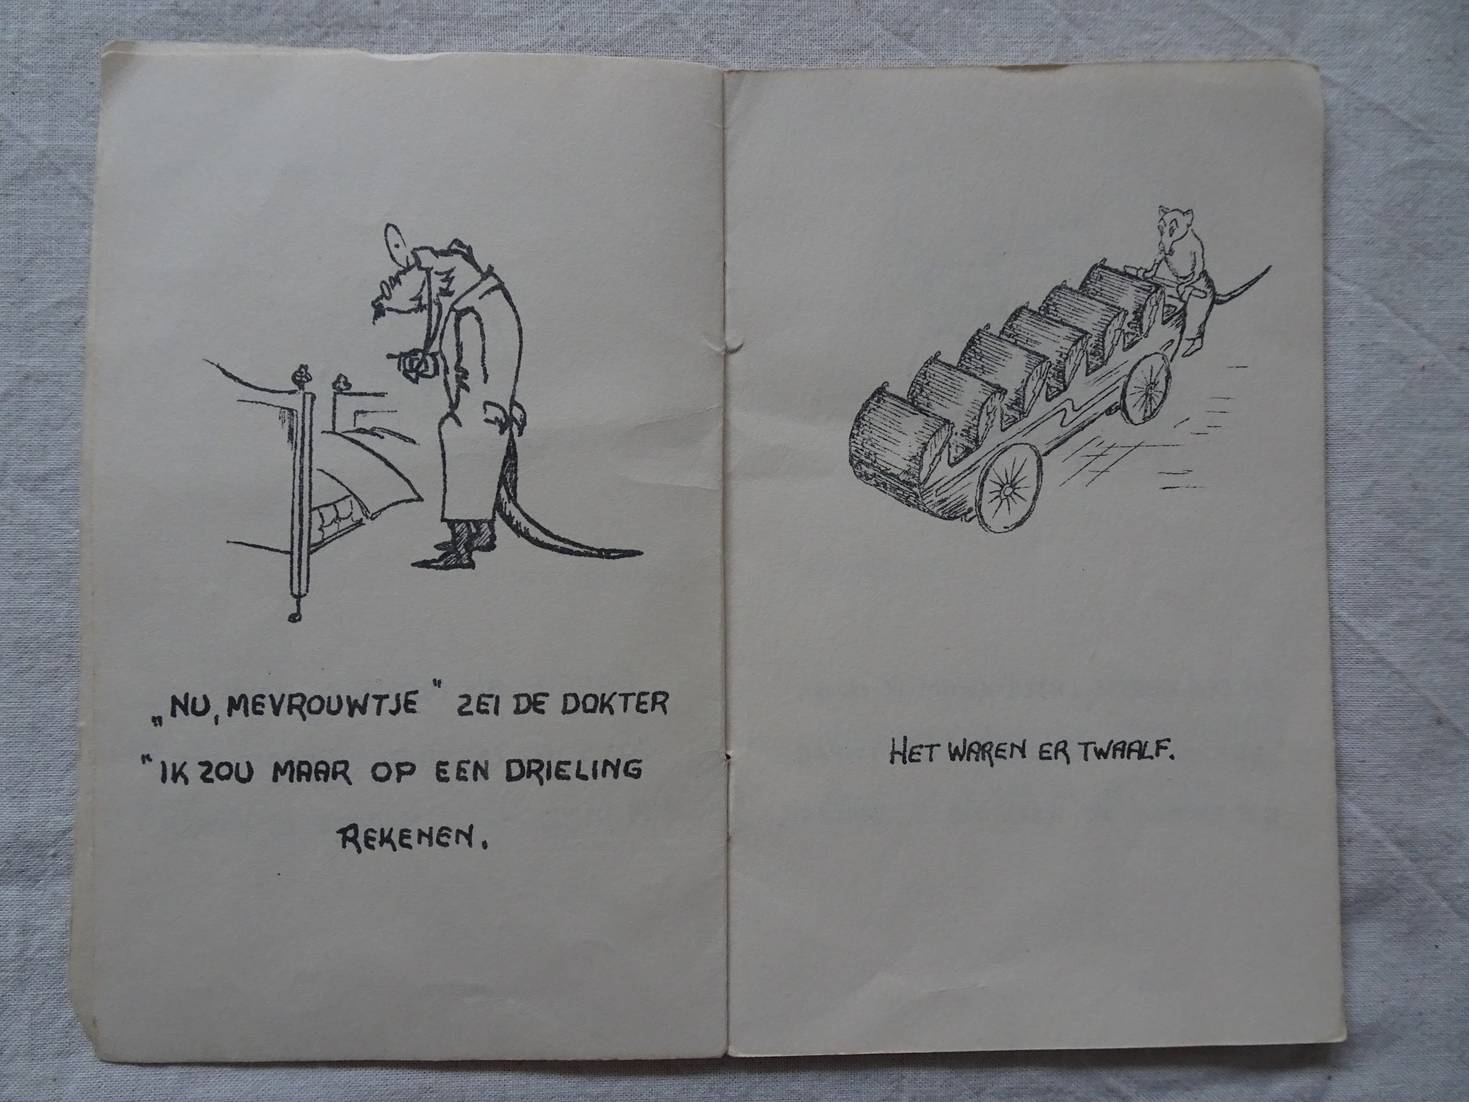 „NU, MEVROUWTJE" ZEI DE DOKTER
"IK ZOU MAAR OP EEN DRIELING
REKENEN.
HET WAREN ER TWAALF.